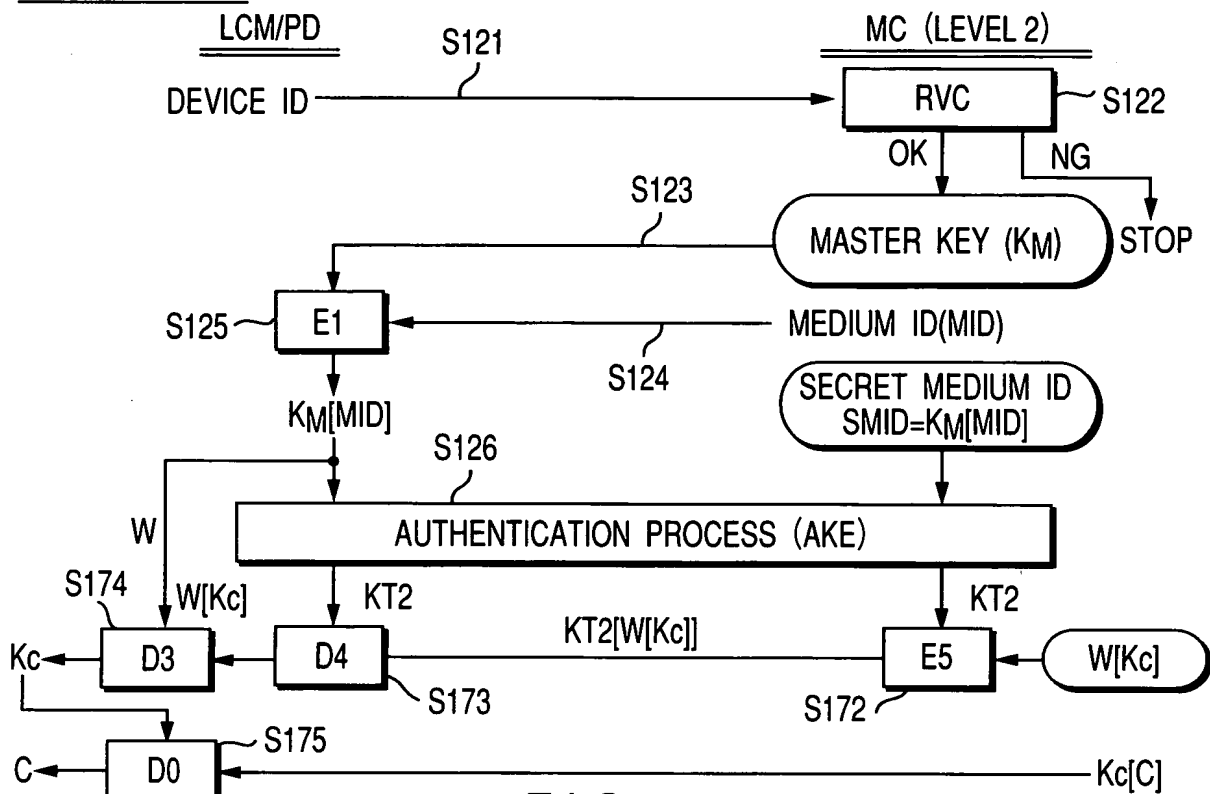 LCM/PD
MC (LEVEL 2)
S121
DEVICE ID
RVC
S122
OK
NG
S123
MASTER KEY (KM)
STOP
S125
E1
MEDIUM ID(MID)
S124
KM[MID]
SECRET MEDIUM ID
SMID=KM[MID]
S126
W
AUTHENTICATION PROCESS (AKE)
S174
W[Kc]
KT2
KT2
Kc
D3
D4
KT2[W[Kc]]
E5
W[Kc]
S173
S172
S175
C
D0
Kc[C]